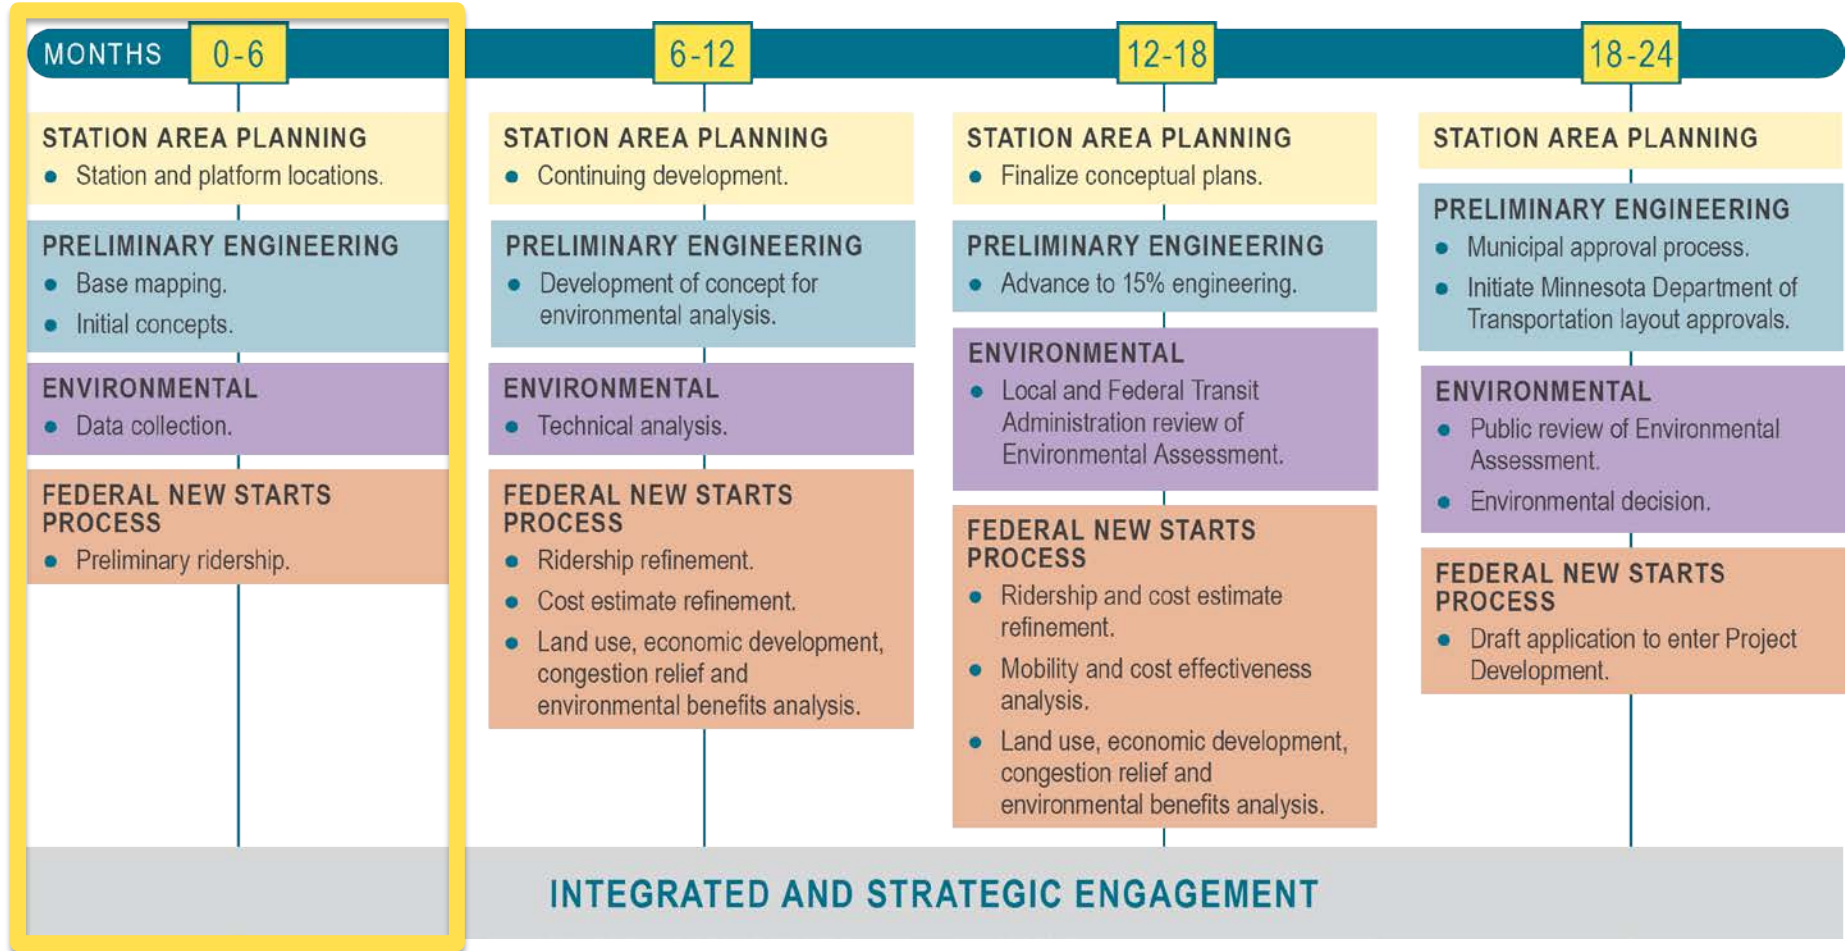 MONTHS 0-6 6-12 12-18 18-24
STATION AREA PLANNING
• Station and platform locations.
PRELIMINARY ENGINEERING
• Base mapping.
• Initial concepts.
ENVIRONMENTAL
• Data collection.
FEDERAL NEW STARTS
PROCESS
• Preliminary ridership.
STATION AREA PLANNING
• Continuing development.
PRELIMINARY ENGINEERING
• Development of concept for
environmental analysis.
ENVIRONMENTAL
• Technical analysis.
FEDERAL NEW STARTS
PROCESS
• Ridership refinement.
• Cost estimate refinement.
• Land use, economic development,
congestion relief and
environmental benefits analysis.
STATION AREA PLANNING
• Finalize conceptual plans.
PRELIMINARY ENGINEERING
• Advance to 15% engineering.
ENVIRONMENTAL
• Local and Federal Transit
Administration review of
Environmental Assessment.
FEDERAL NEW STARTS
PROCESS
• Ridership and cost estimate
refinement.
• Mobility and cost effectiveness
analysis.
• Land use, economic development,
congestion relief and
environmental benefits analysis.
STATION AREA PLANNING
PRELIMINARY ENGINEERING
• Municipal approval process.
• Initiate Minnesota Department of
Transportation layout approvals.
ENVIRONMENTAL
• Public review of Environmental
Assessment.
• Environmental decision.
FEDERAL NEW STARTS
PROCESS
• Draft application to enter Project
Development.
INTEGRATED AND STRATEGIC ENGAGEMENT